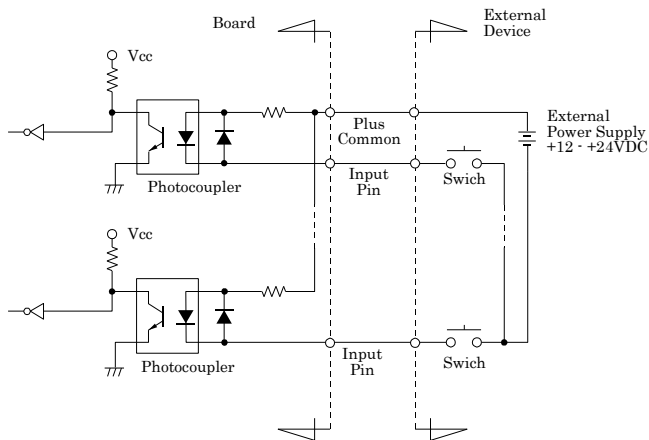 Board
External
Device
Vcc
Plus
Common
External
Power Supply
+12 - +24VDC
Photocoupler
Input
Pin
Swich
Vcc
Photocoupler
Input
Pin
Swich